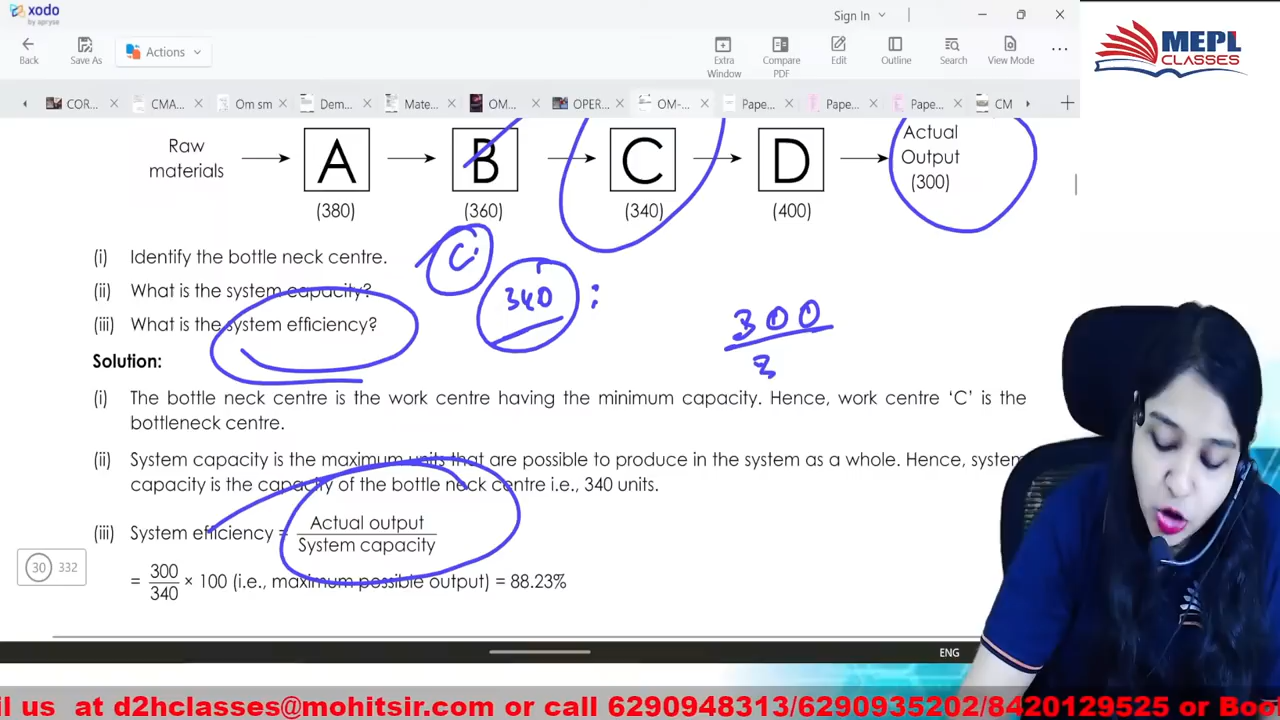 xodo
by apryse
Sign In
Back
Save As
Actions
Extra Window
Compare PDF
Edit
Outline
Search
View Mode
MEPL
CLASSES
COR...
CMA...
Om sm
Dem...
Mate...
OM...
OPER...
OM-...
Pape...
Pape...
Pape...
CM
Raw materials
A
B
C
D
Actual Output (300)
(380)
(360)
(340)
(400)
(i) Identify the bottle neck centre.
C
(ii) What is the system capacity?
340 :
(iii) What is the system efficiency?
300
3
Solution:
(i) The bottle neck centre is the work centre having the minimum capacity. Hence, work centre ‘C’ is the
bottleneck centre.
(ii) System capacity is the maximum units that are possible to produce in the system as a whole. Hence, system
capacity is the capacity of the bottle neck centre i.e., 340 units.
(iii) System efficiency = Actual output
System capacity
30 332
= 300/340 × 100 (i.e., maximum possible output) = 88.23%
ENG
il us at d2hclasses@mohitsir.com or call 6290948313/6290935202/8420129525 or Boo